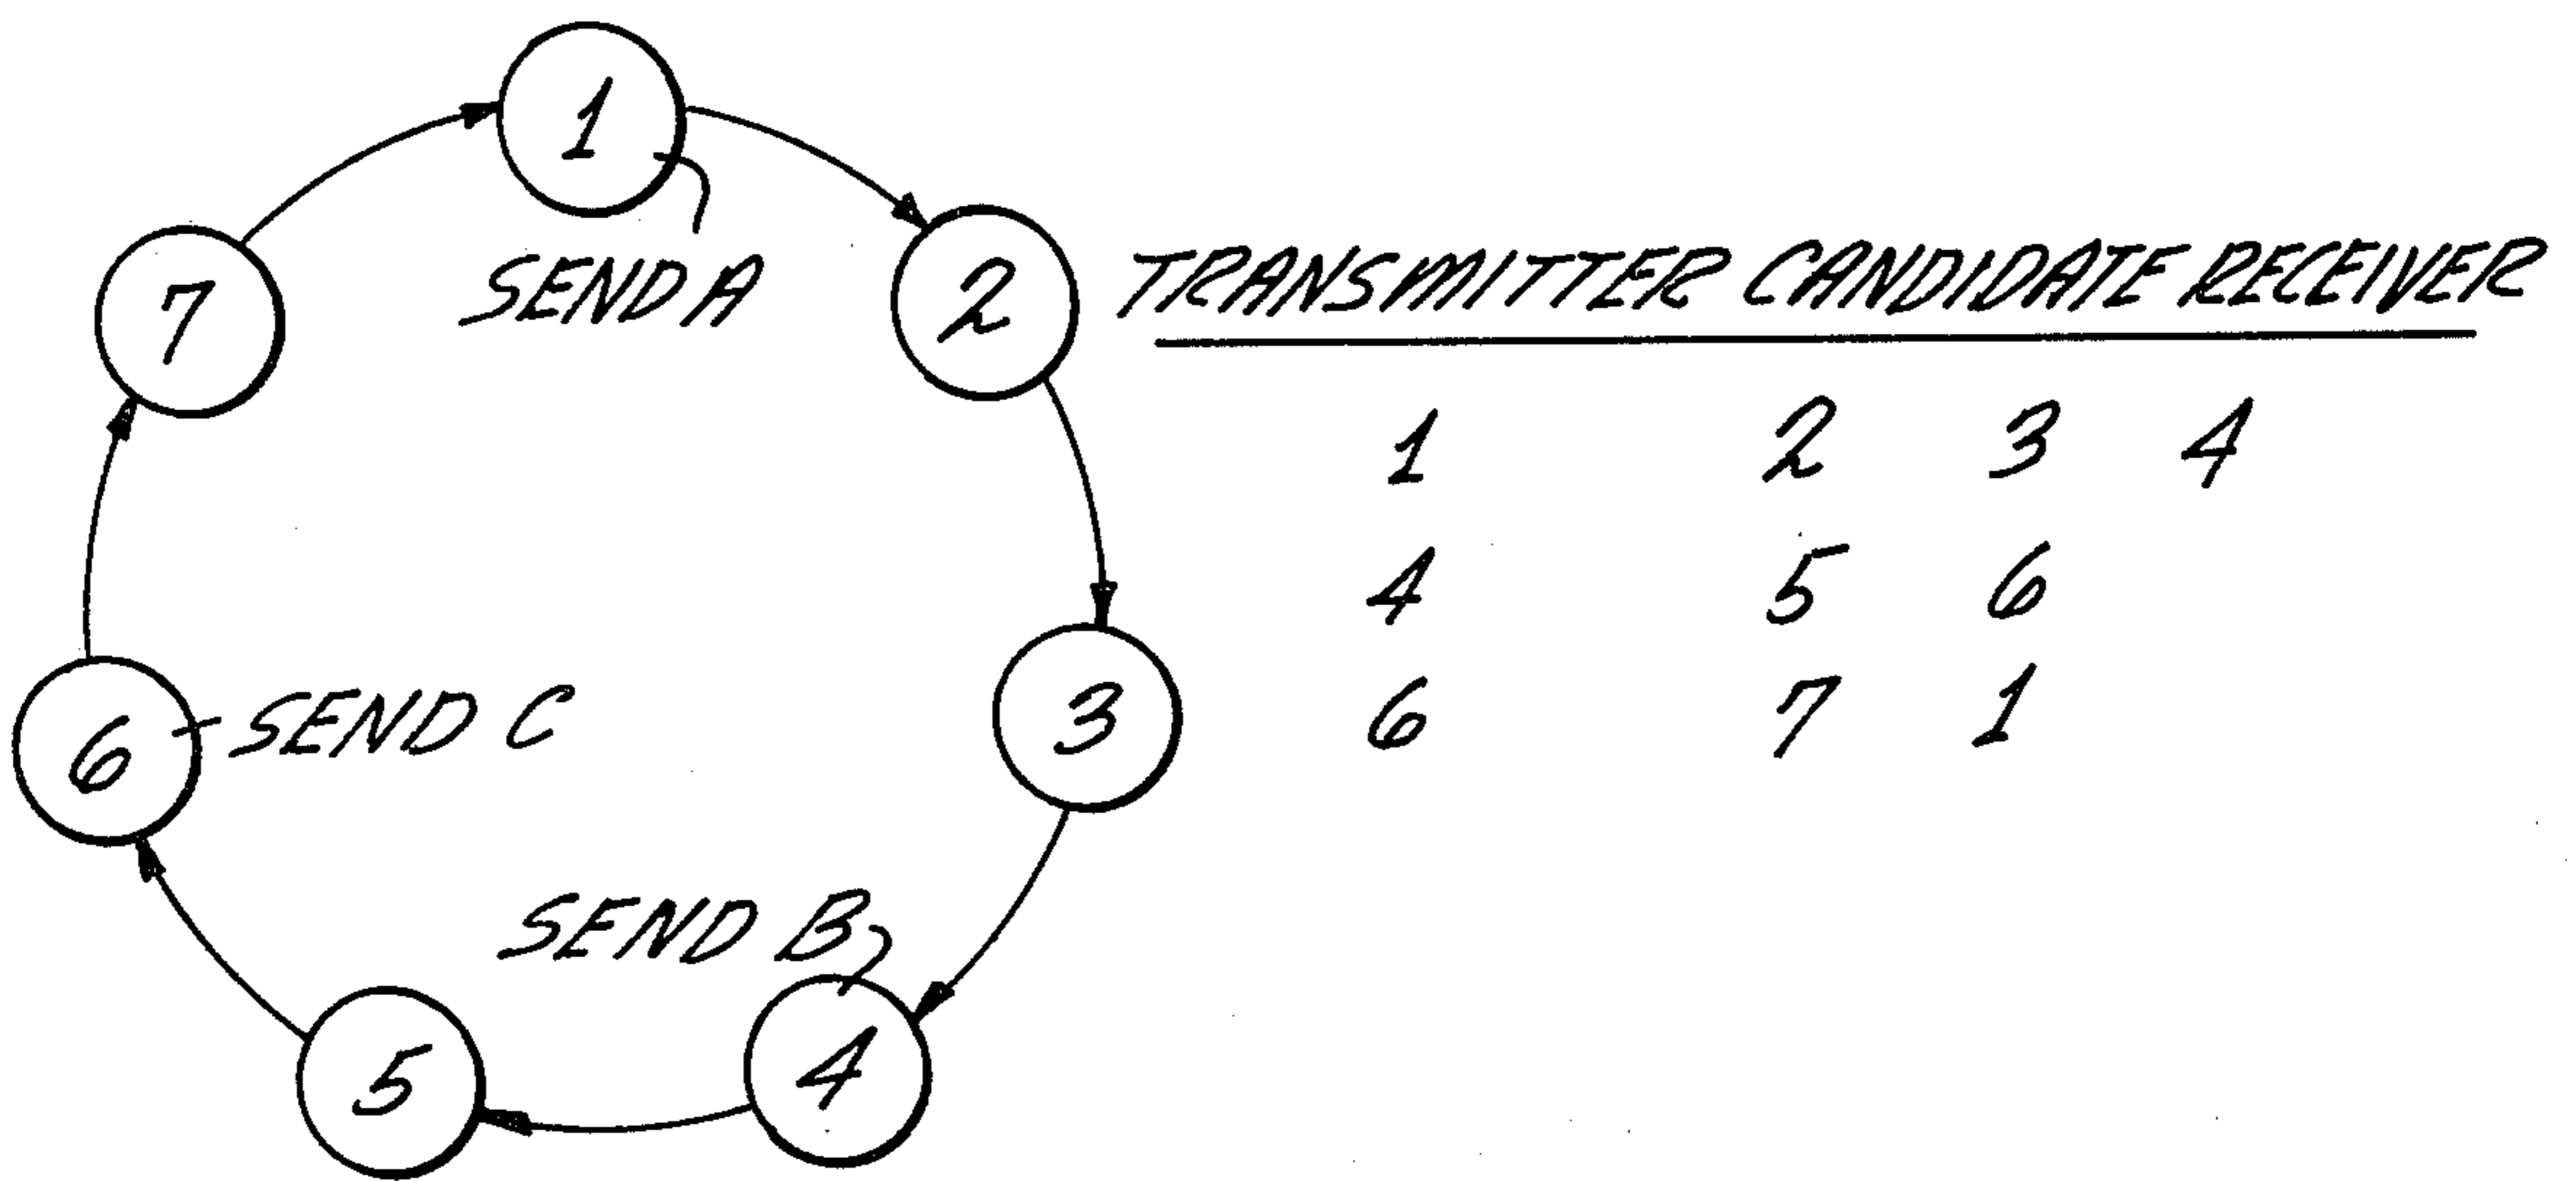 1
SEND A
2
7
TRANSMITTER CANDIDATE RECEIVER
1 2 3 4
4 5 6
6 7 1
3
6
SEND C
SEND B
5
4